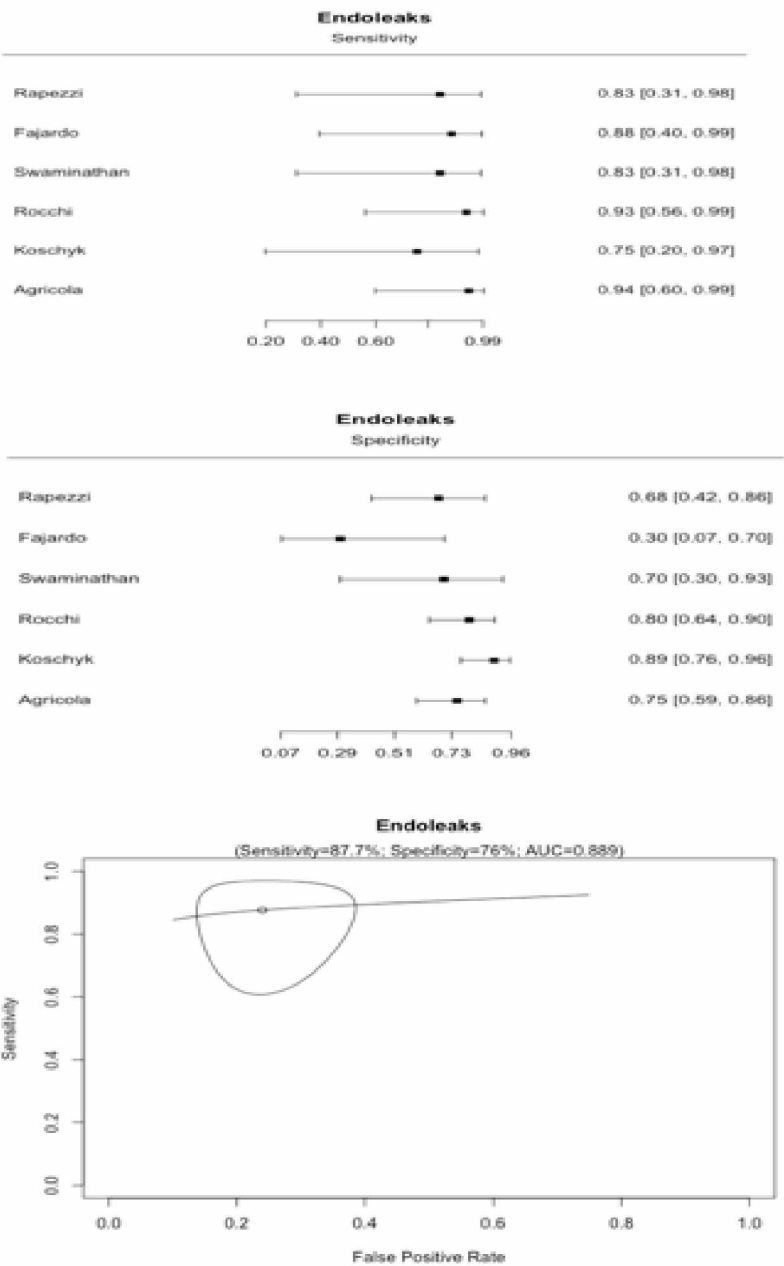 Endoleaks
Sensitivity
Rapezzi 0.83 [0.31, 0.98]
Fajardo 0.88 [0.40, 0.99]
Swaminathan 0.83 [0.31, 0.98]
Rocchi 0.93 [0.56, 0.99]
Koschyk 0.75 [0.20, 0.97]
Agricola 0.94 [0.60, 0.99]
0.20 0.40 0.60 0.99
Endoleaks
Specificity
Rapezzi 0.68 [0.42, 0.86]
Fajardo 0.30 [0.07, 0.70]
Swaminathan 0.70 [0.30, 0.93]
Rocchi 0.80 [0.64, 0.90]
Koschyk 0.89 [0.76, 0.96]
Agricola 0.75 [0.59, 0.86]
0.07 0.29 0.51 0.73 0.96
Endoleaks
(Sensitivity=87.7%; Specificity=76%; AUC=0.889)
1.0
0.8
0.6
0.4
0.2
0.0
Sensitivity
0.0 0.2 0.4 0.6 0.8 1.0
False Positive Rate